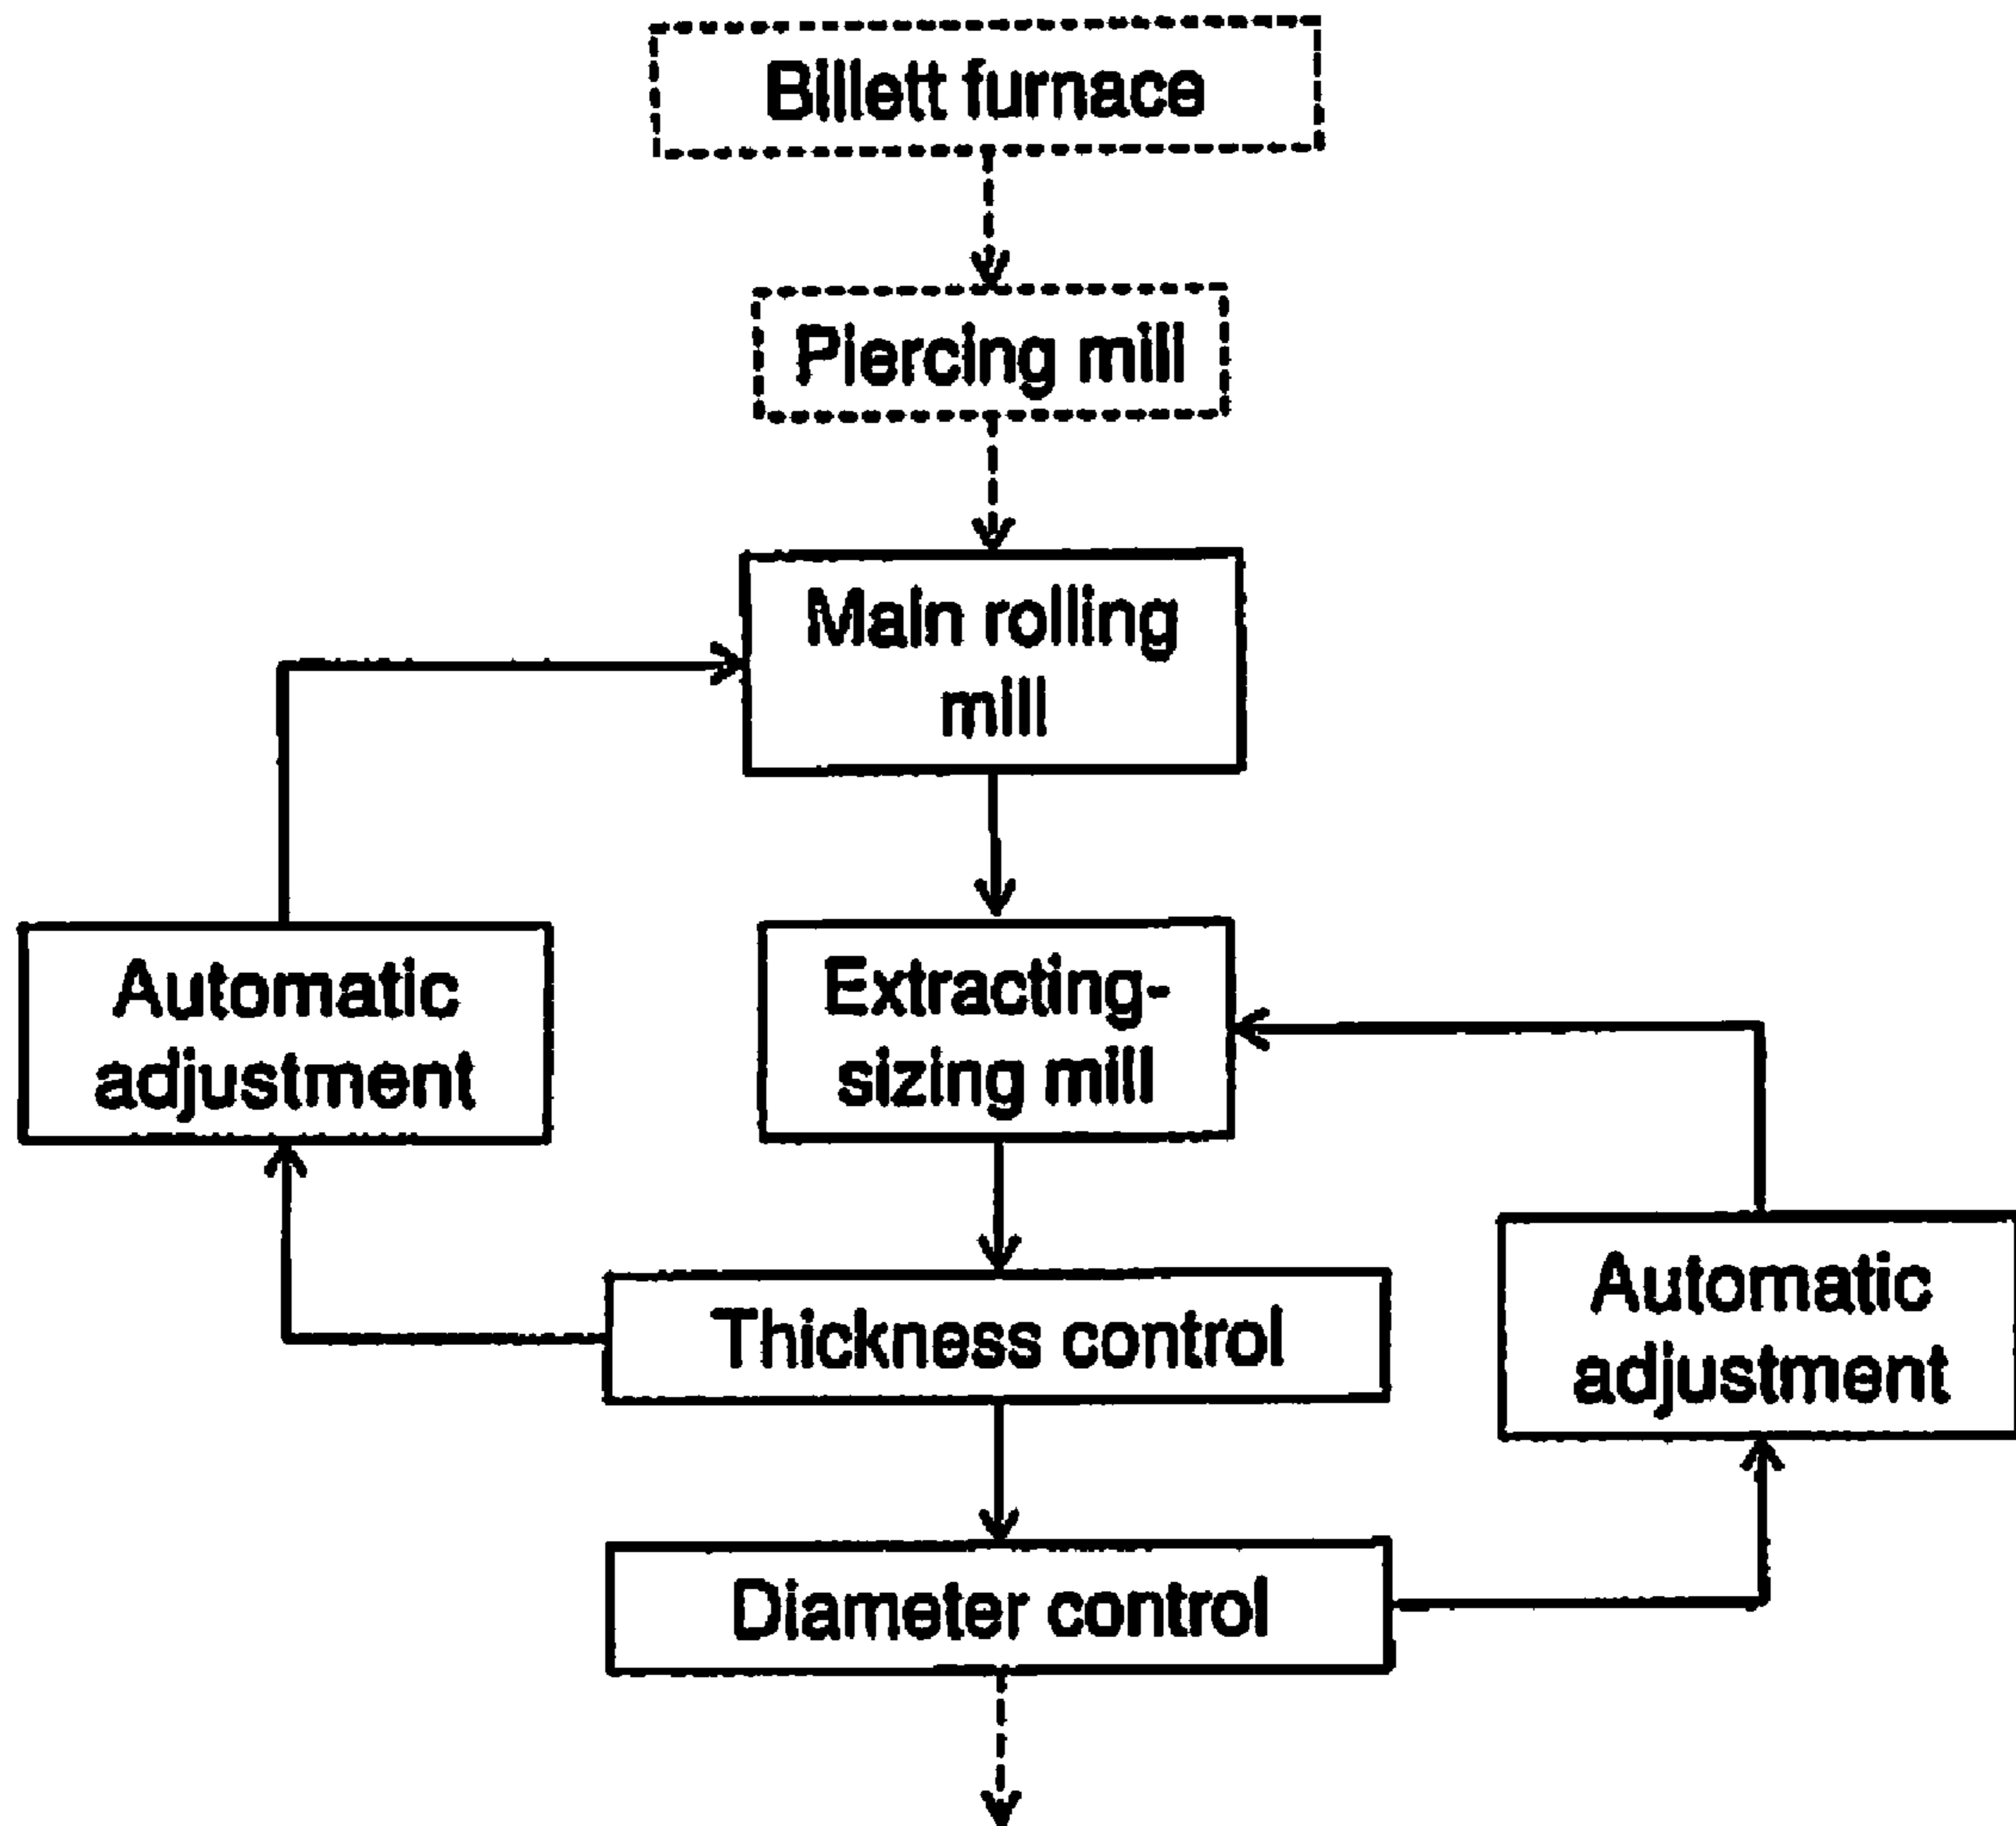 Billett furnace
Piercing mill
Main rolling
mill
Automatic
adjustment
Extracting-
sizing mill
Thickness control
Automatic
adjustment
Diameter control